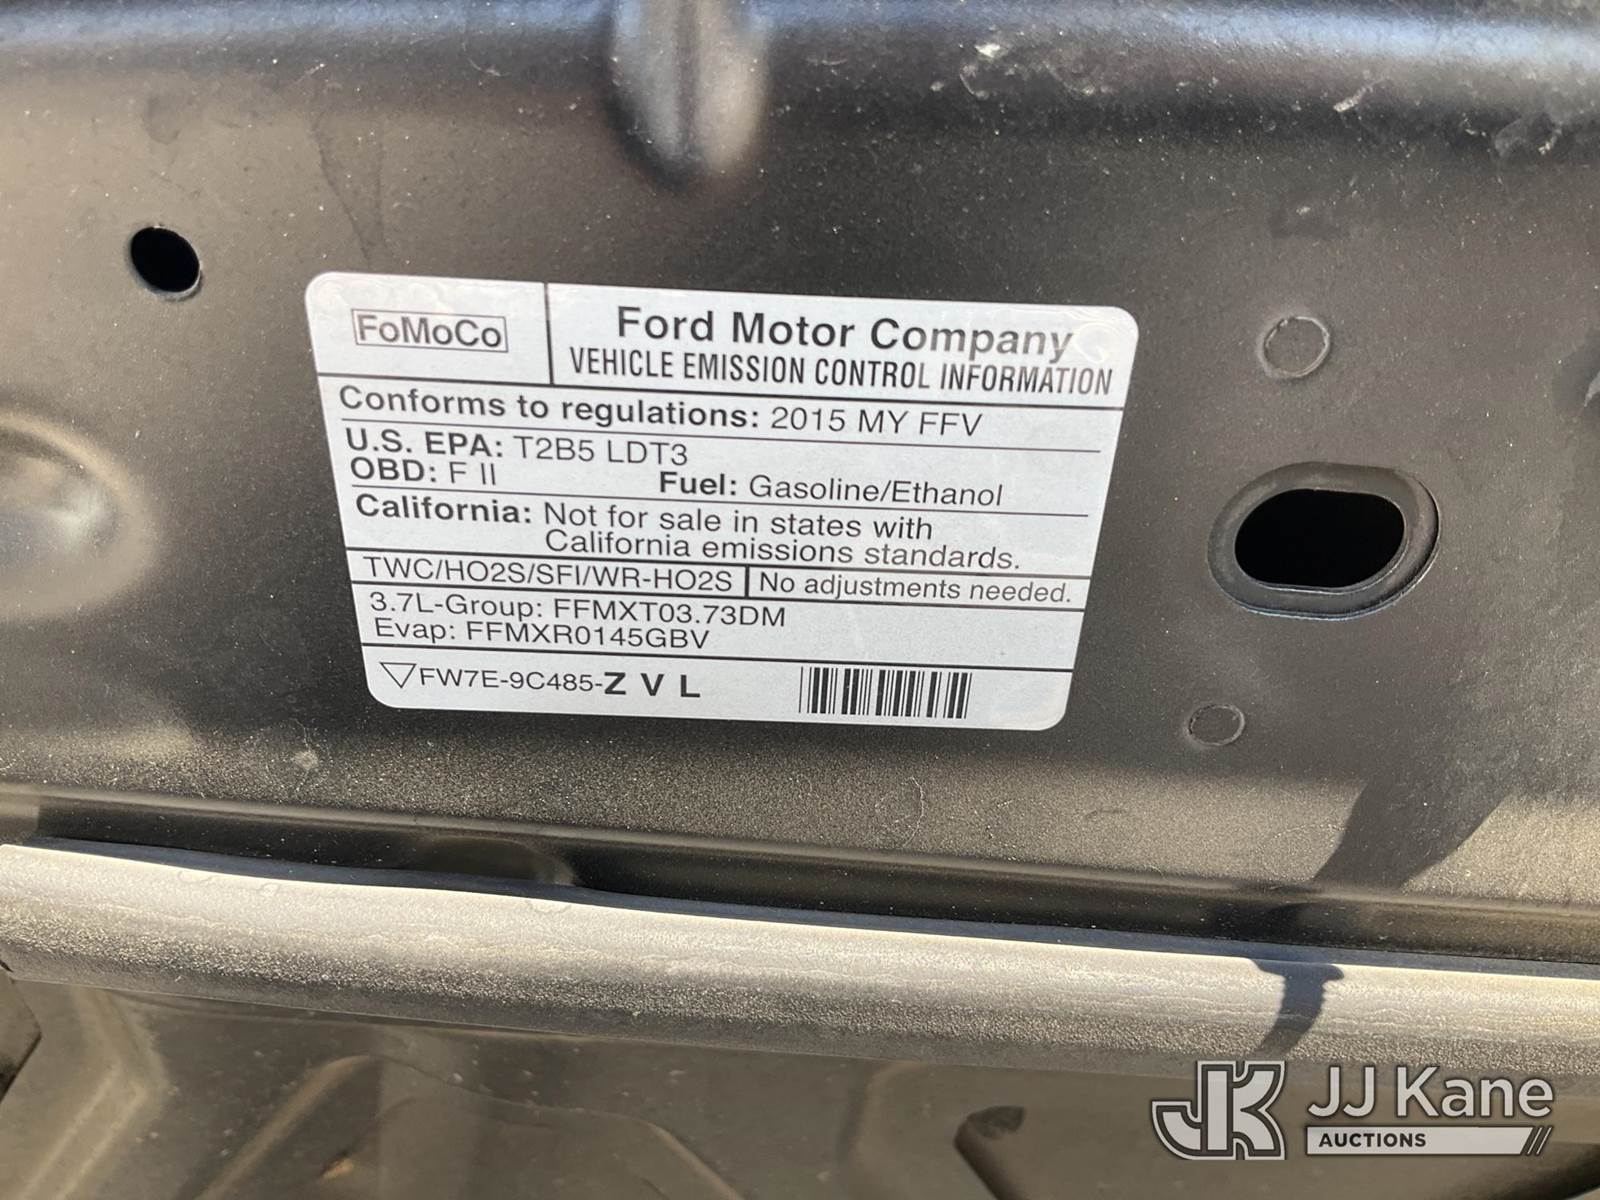 FoMoCo
Ford Motor Company
VEHICLE EMISSION CONTROL INFORMATION
Conforms to regulations: 2015 MY FFV
U.S. EPA: T2B5 LDT3
OBD: F II Fuel: Gasoline/Ethanol
California: Not for sale in states with
California emissions standards.
TWC/HO2S/SFI/WR-HO2S No adjustments needed.
3.7L-Group: FFMXT03.73DM
Evap: FFMXR0145GBV
FW7E-9C485-Z V L
JK JJ Kane
AUCTIONS